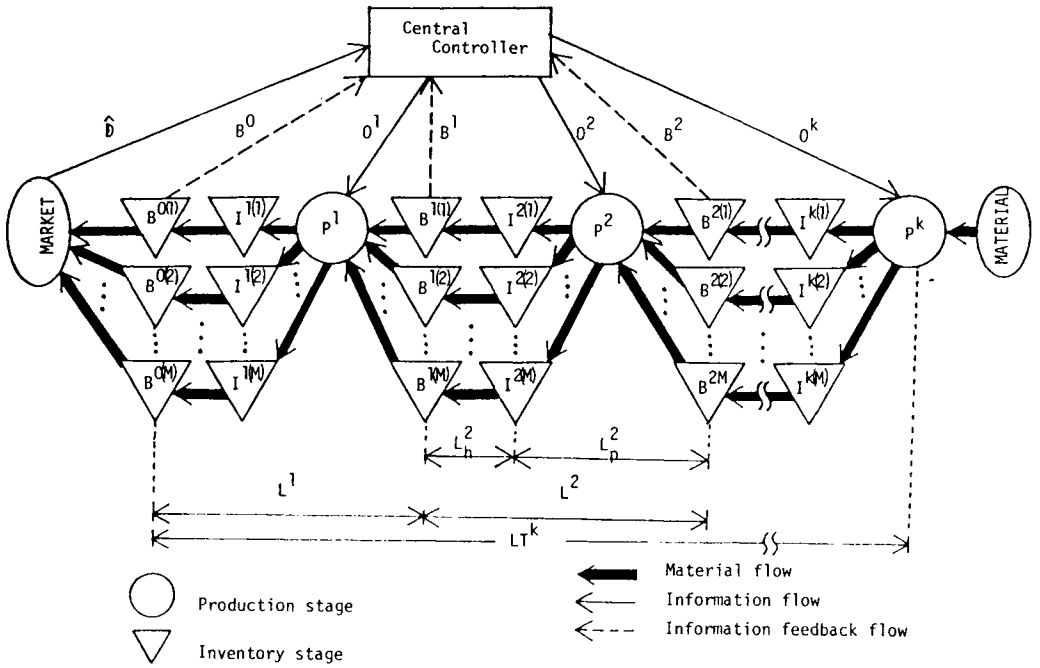 Central
Controller
D̂
B⁰
O¹
B¹
O²
B²
Oᵏ
MARKET
B⁰⁽¹⁾
I¹⁽¹⁾
P¹
B¹⁽¹⁾
I²⁽¹⁾
P²
B²⁽¹⁾
Iᵏ⁽¹⁾
Pᵏ
MATERIAL
B⁰⁽²⁾
I¹⁽²⁾
B¹⁽²⁾
I²⁽²⁾
B²⁽²⁾
Iᵏ⁽²⁾
B⁰⁽ᴹ⁾
I¹⁽ᴹ⁾
B¹⁽ᴹ⁾
I²⁽ᴹ⁾
B²ᴹ
Iᵏ⁽ᴹ⁾
L²ₕ
L²ₚ
L¹
L²
LTᵏ
Production stage
Inventory stage
Material flow
Information flow
Information feedback flow